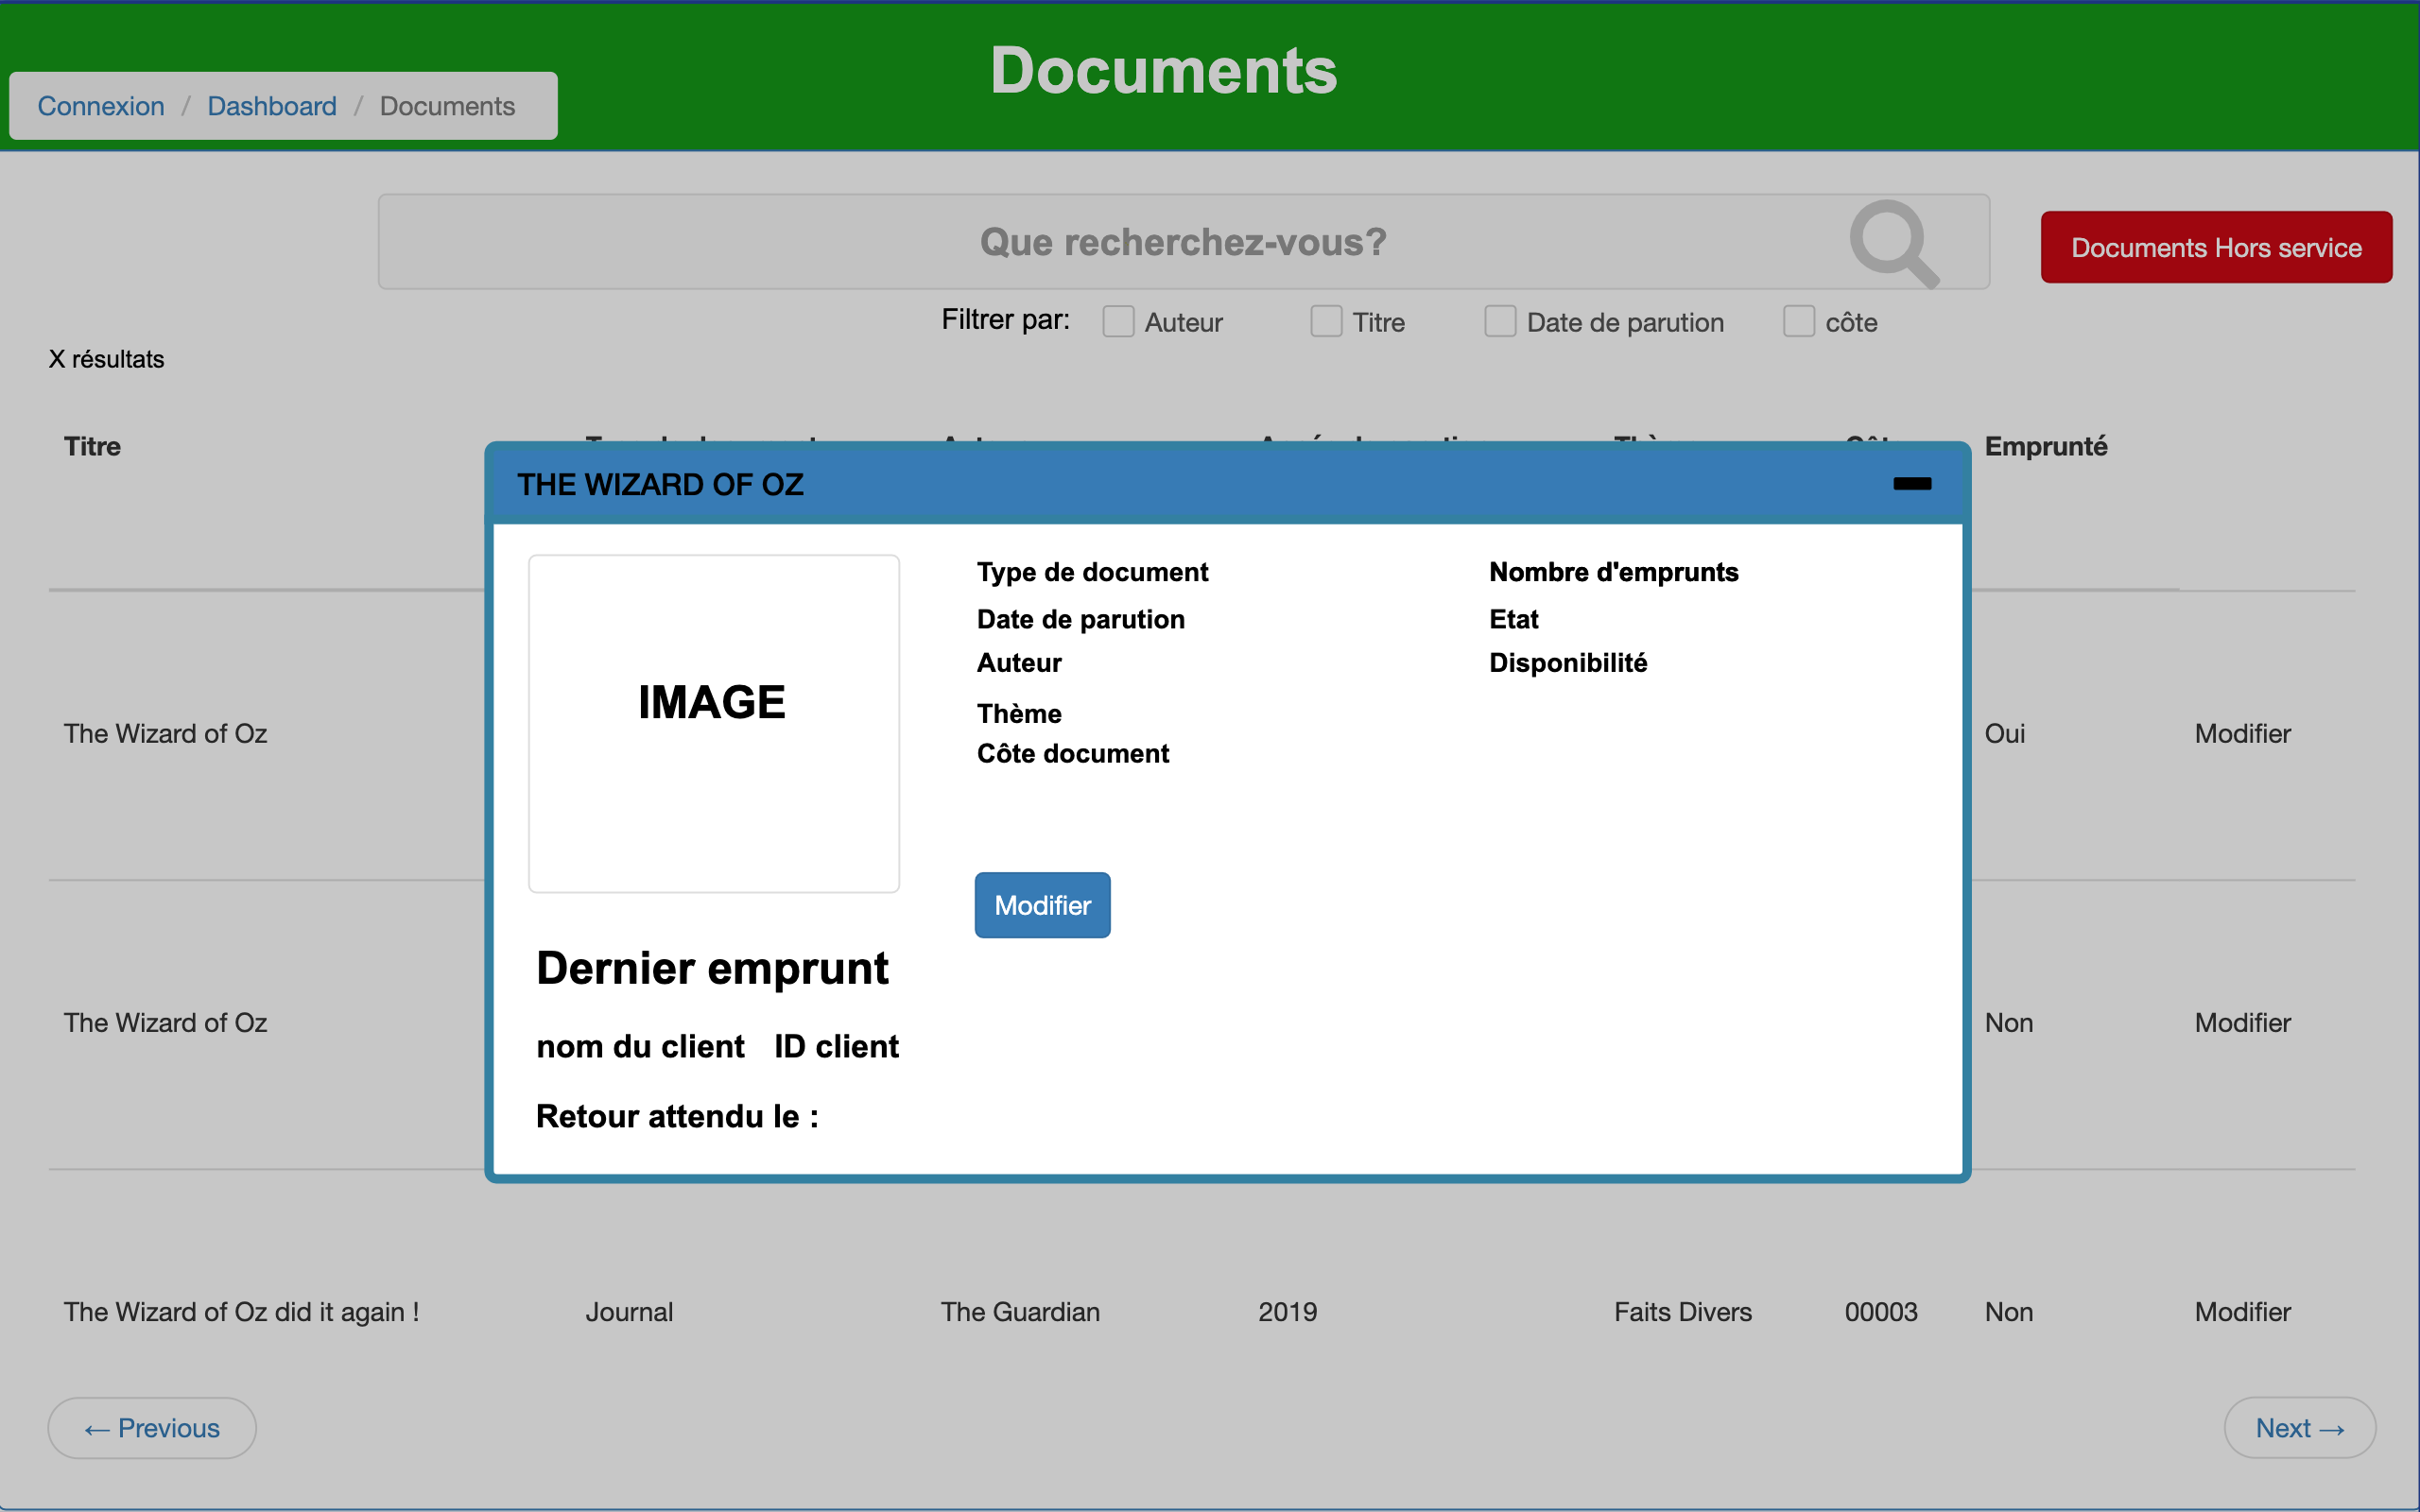 Documents
Connexion / Dashboard / Documents
Que recherchez-vous?
Documents Hors service
Filtrer par: Auteur Titre Date de parution côte
X résultats
Titre Emprunté
THE WIZARD OF OZ
IMAGE
Type de document Nombre d'emprunts
Date de parution Etat
Auteur Disponibilité
Thème
Côte document
The Wizard of Oz Oui Modifier
Modifier
Dernier emprunt
The Wizard of Oz Non Modifier
nom du client ID client
Retour attendu le :
The Wizard of Oz did it again ! Journal The Guardian 2019 Faits Divers 00003 Non Modifier
← Previous Next →